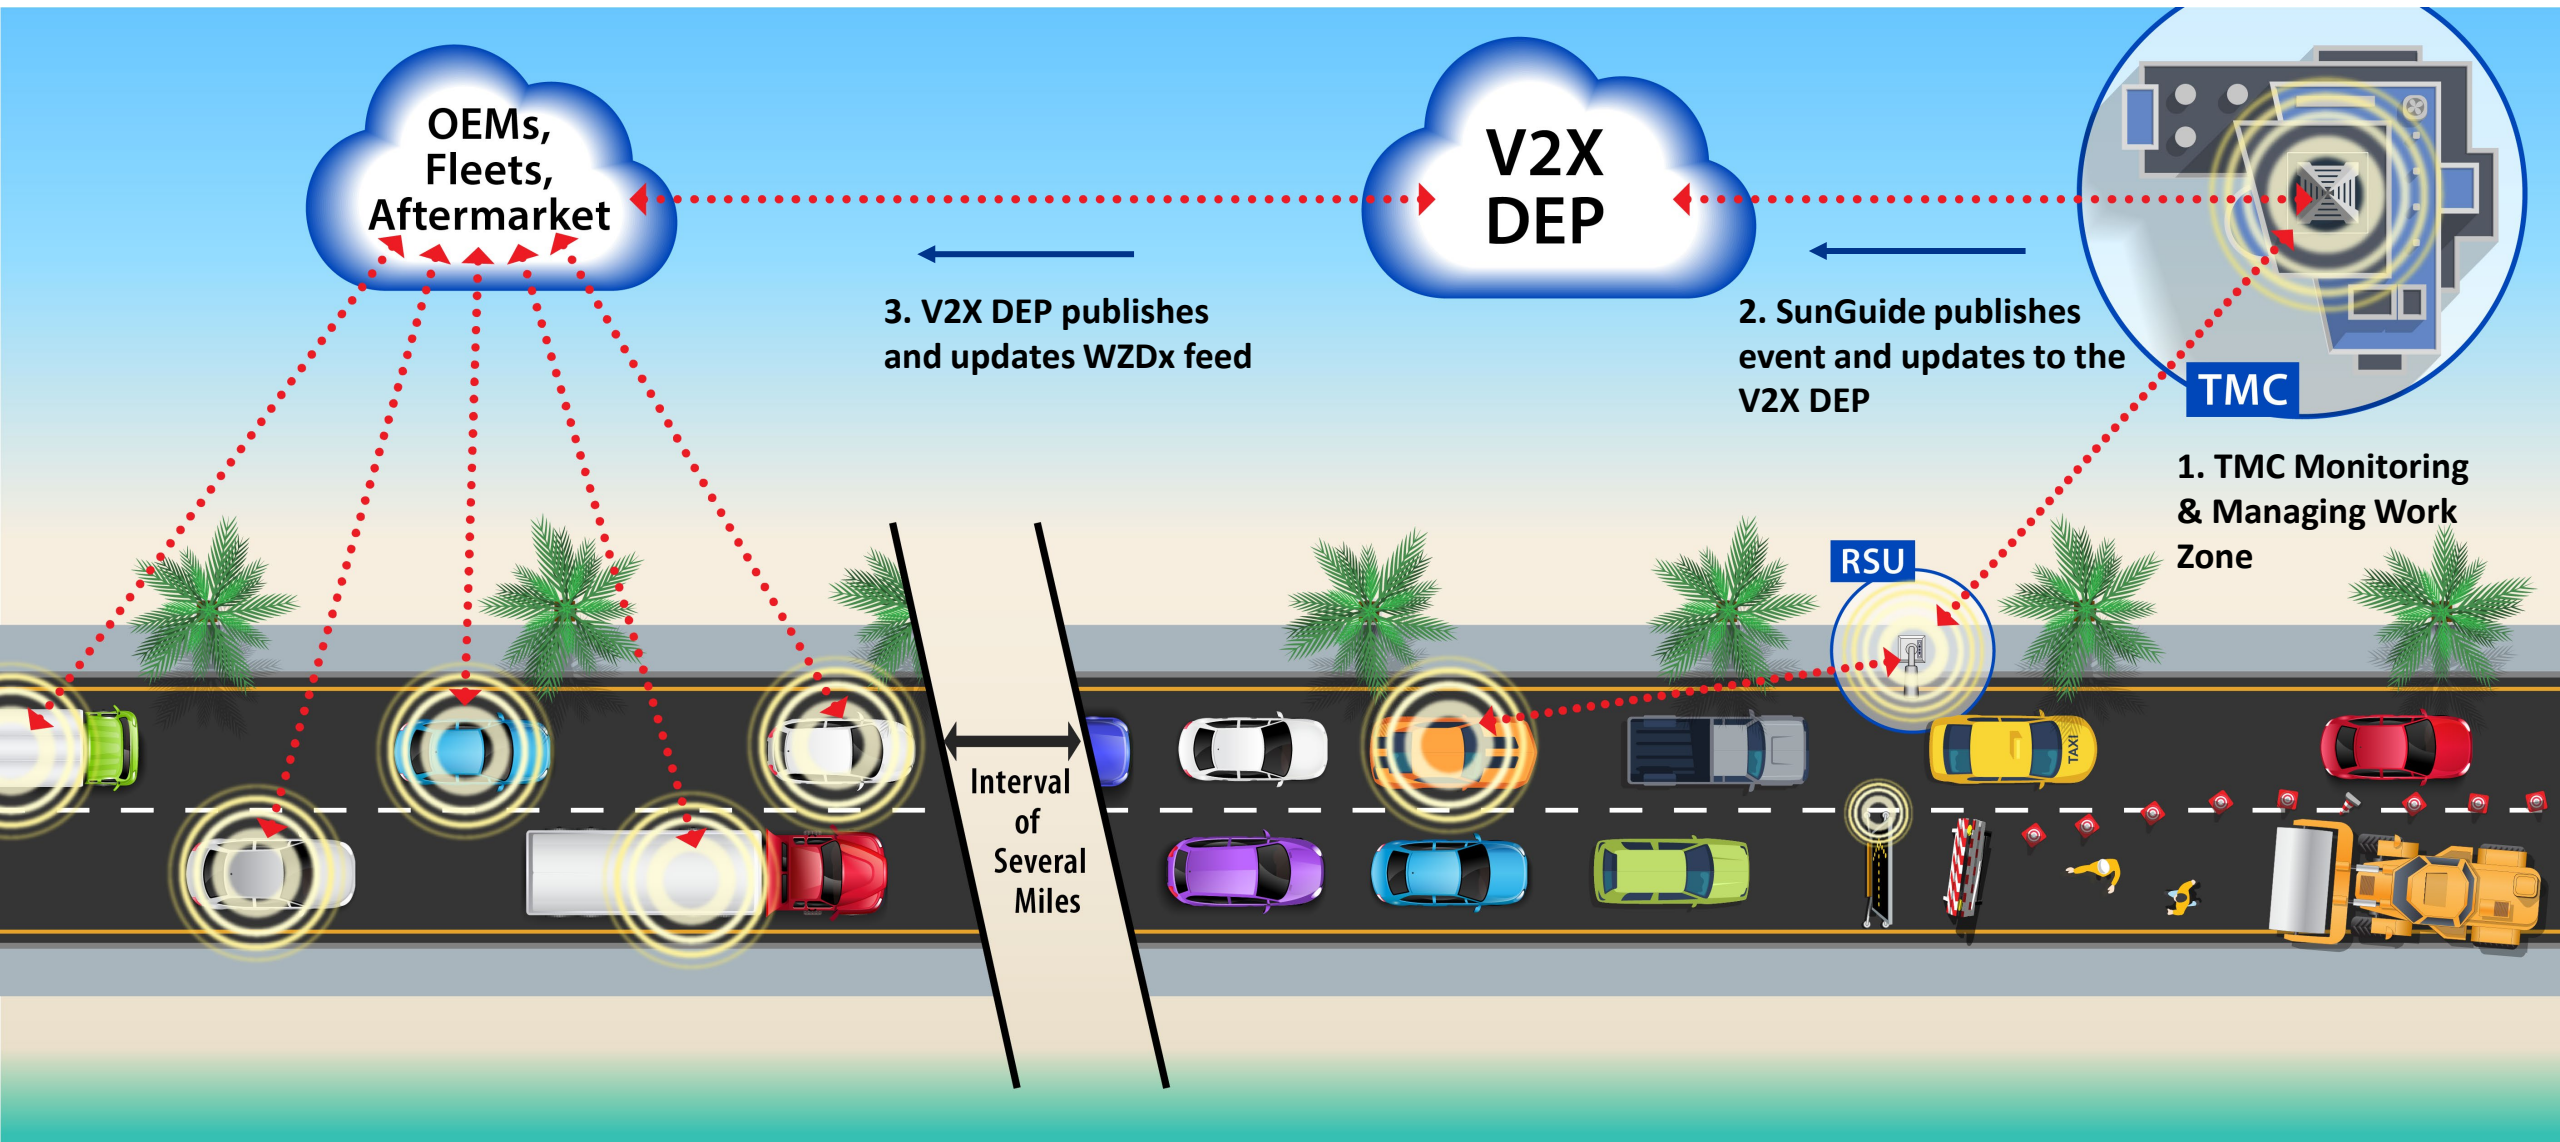 OEMs,
Fleets,
Aftermarket
V2X
DEP
3. V2X DEP publishes
and updates WZDx feed
2. SunGuide publishes
event and updates to the
V2X DEP
TMC
1. TMC Monitoring
& Managing Work
Zone
RSU
Interval
of
Several
Miles
TAXI